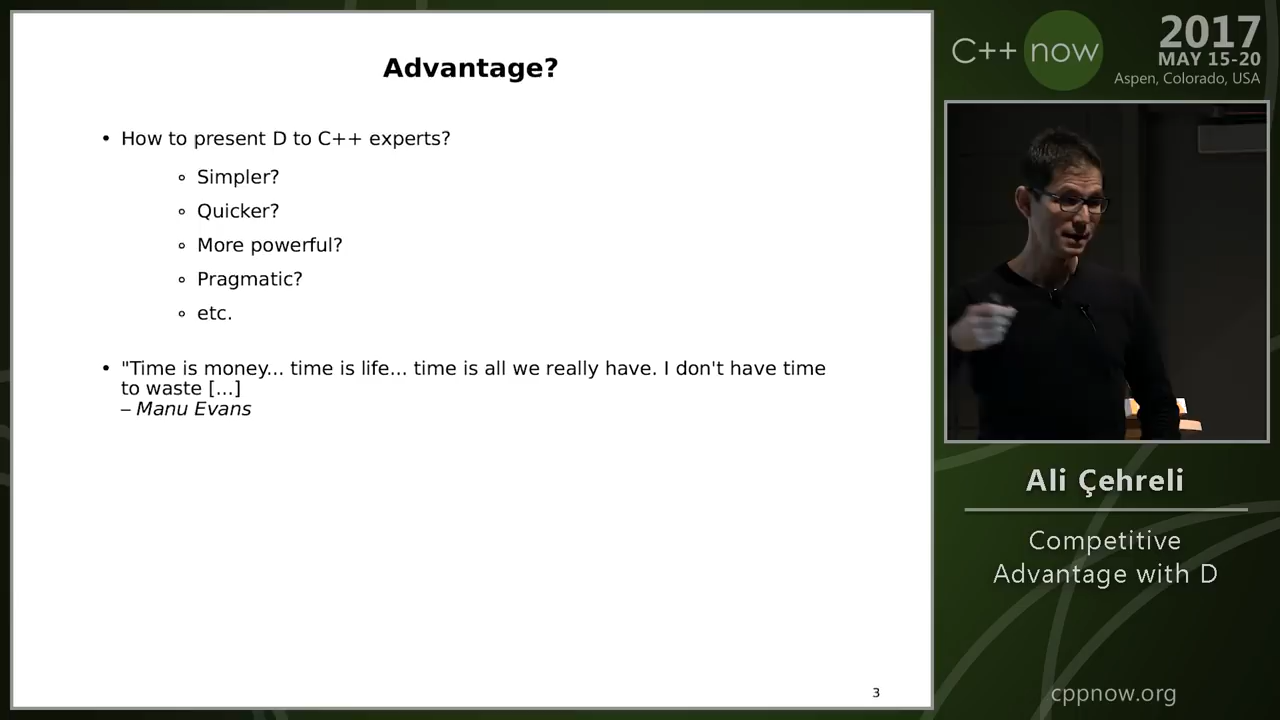 Advantage?
• How to present D to C++ experts?
◦ Simpler?
◦ Quicker?
◦ More powerful?
◦ Pragmatic?
◦ etc.
• "Time is money... time is life... time is all we really have. I don't have time
to waste [...]
– Manu Evans
3
C++ now
2017
MAY 15-20
Aspen, Colorado, USA
Ali Çehreli
Competitive
Advantage with D
cppnow.org